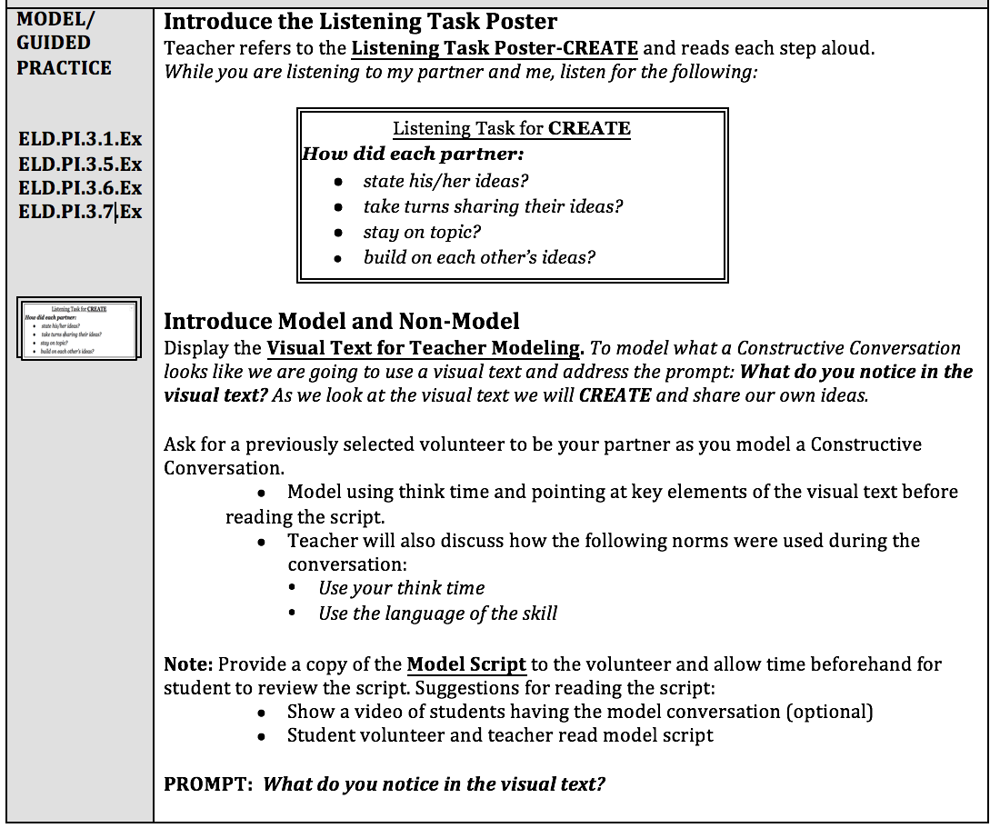 MODEL/
GUIDED
PRACTICE
ELD.PI.3.1.Ex
ELD.PI.3.5.Ex
ELD.PI.3.6.Ex
ELD.PI.3.7.Ex
Listening Task for CREATE
How did each partner:
• state his/her ideas?
• take turns sharing their ideas?
• stay on topic?
• build on each other's ideas?
Introduce the Listening Task Poster
Teacher refers to the Listening Task Poster-CREATE and reads each step aloud.
While you are listening to my partner and me, listen for the following:
Listening Task for CREATE
How did each partner:
• state his/her ideas?
• take turns sharing their ideas?
• stay on topic?
• build on each other’s ideas?
Introduce Model and Non-Model
Display the Visual Text for Teacher Modeling. To model what a Constructive Conversation
looks like we are going to use a visual text and address the prompt: What do you notice in the
visual text? As we look at the visual text we will CREATE and share our own ideas.
Ask for a previously selected volunteer to be your partner as you model a Constructive
Conversation.
• Model using think time and pointing at key elements of the visual text before
reading the script.
• Teacher will also discuss how the following norms were used during the
conversation:
• Use your think time
• Use the language of the skill
Note: Provide a copy of the Model Script to the volunteer and allow time beforehand for
student to review the script. Suggestions for reading the script:
• Show a video of students having the model conversation (optional)
• Student volunteer and teacher read model script
PROMPT: What do you notice in the visual text?